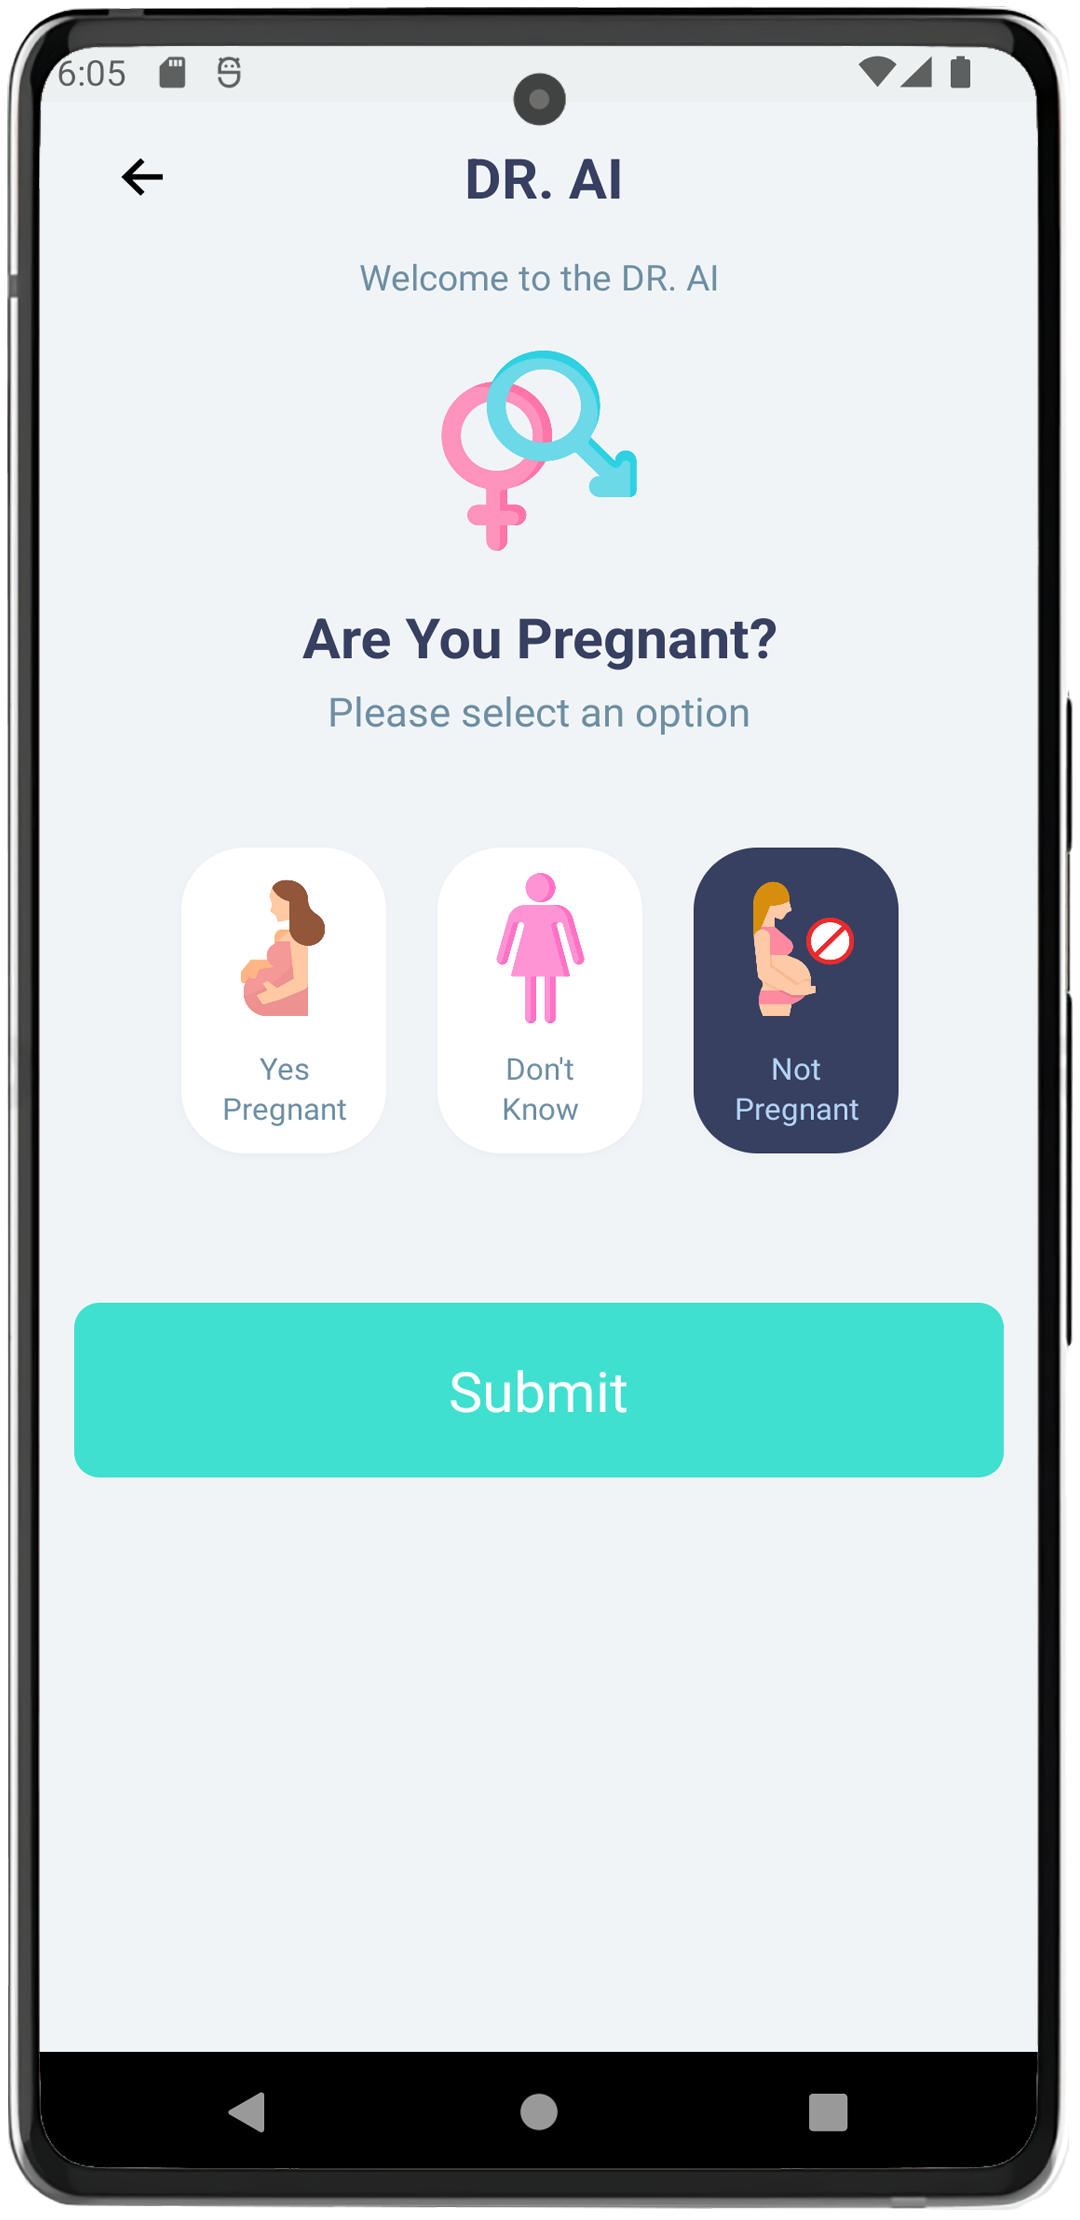 6:05
DR. AI
Welcome to the DR. AI
Are You Pregnant?
Please select an option
Yes
Pregnant
Don't
Know
Not
Pregnant
Submit